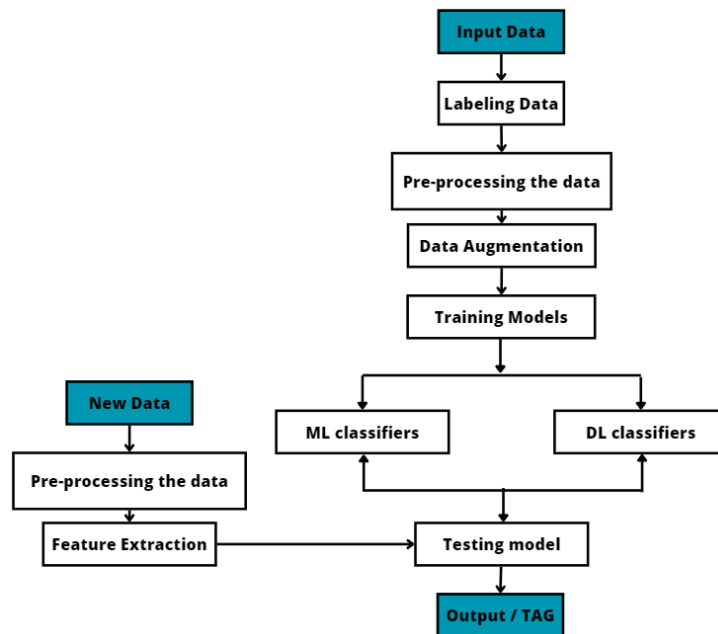 Input Data
Labeling Data
Pre-processing the data
Data Augmentation
Training Models
New Data
ML classifiers
DL classifiers
Pre-processing the data
Feature Extraction
Testing model
Output / TAG